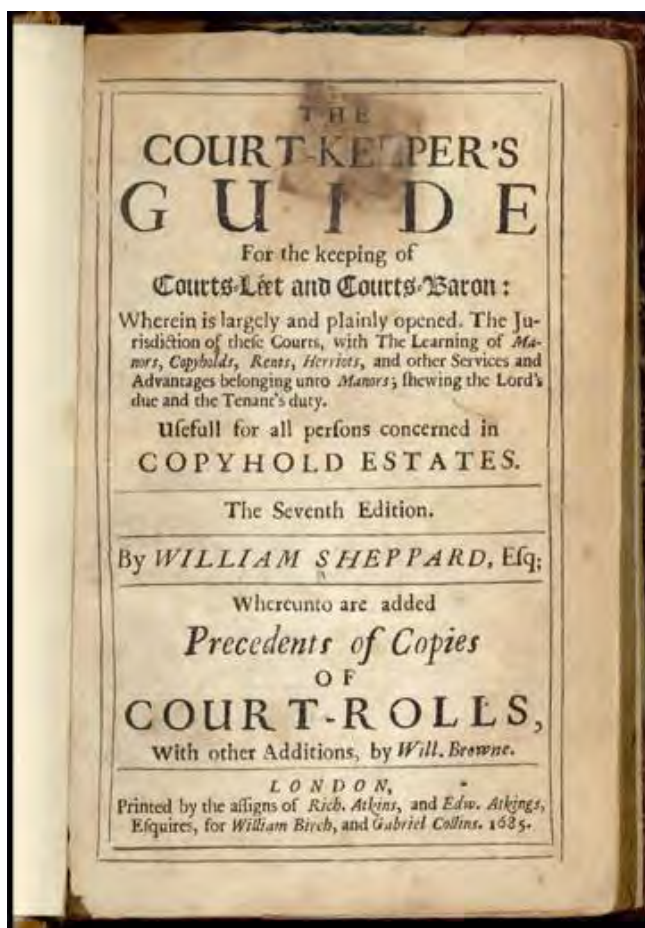 THE
COURT-KEEPER'S
GUIDE
For the keeping of
Courts-Léet and Courts-Baron:
Wherein is largely and plainly opened. The Ju-
risdiction of theſe Courts, with The Learning of Ma-
nors, Copyholds, Rents, Herriots, and other Services and
Advantages belonging unto Manors; ſhewing the Lord's
due and the Tenant's duty.
Uſefull for all perſons concerned in
COPYHOLD ESTATES.
The Seventh Edition.
By WILLIAM SHEPPARD, Eſq;
Whereunto are added
Precedents of Copies
OF
COURT-ROLLS,
With other Additions, by Will. Browne.
LONDON,
Printed by the aſſigns of Rich. Atkins, and Edw. Atkings,
Eſquires, for William Birch, and Gabriel Collins. 1685.